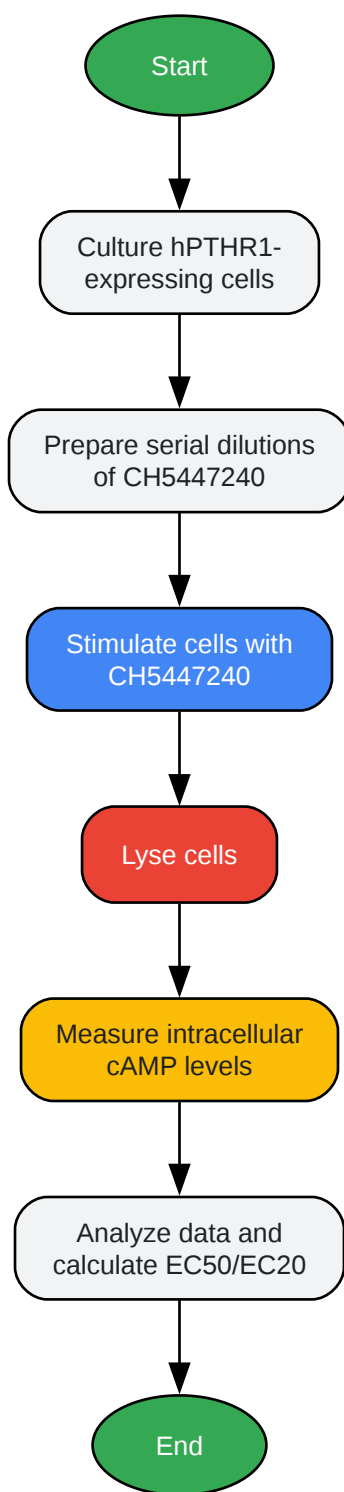 Start
Culture hPTHR1-
expressing cells
Prepare serial dilutions
of CH5447240
Stimulate cells with
CH5447240
Lyse cells
Measure intracellular
cAMP levels
Analyze data and
calculate EC50/EC20
End